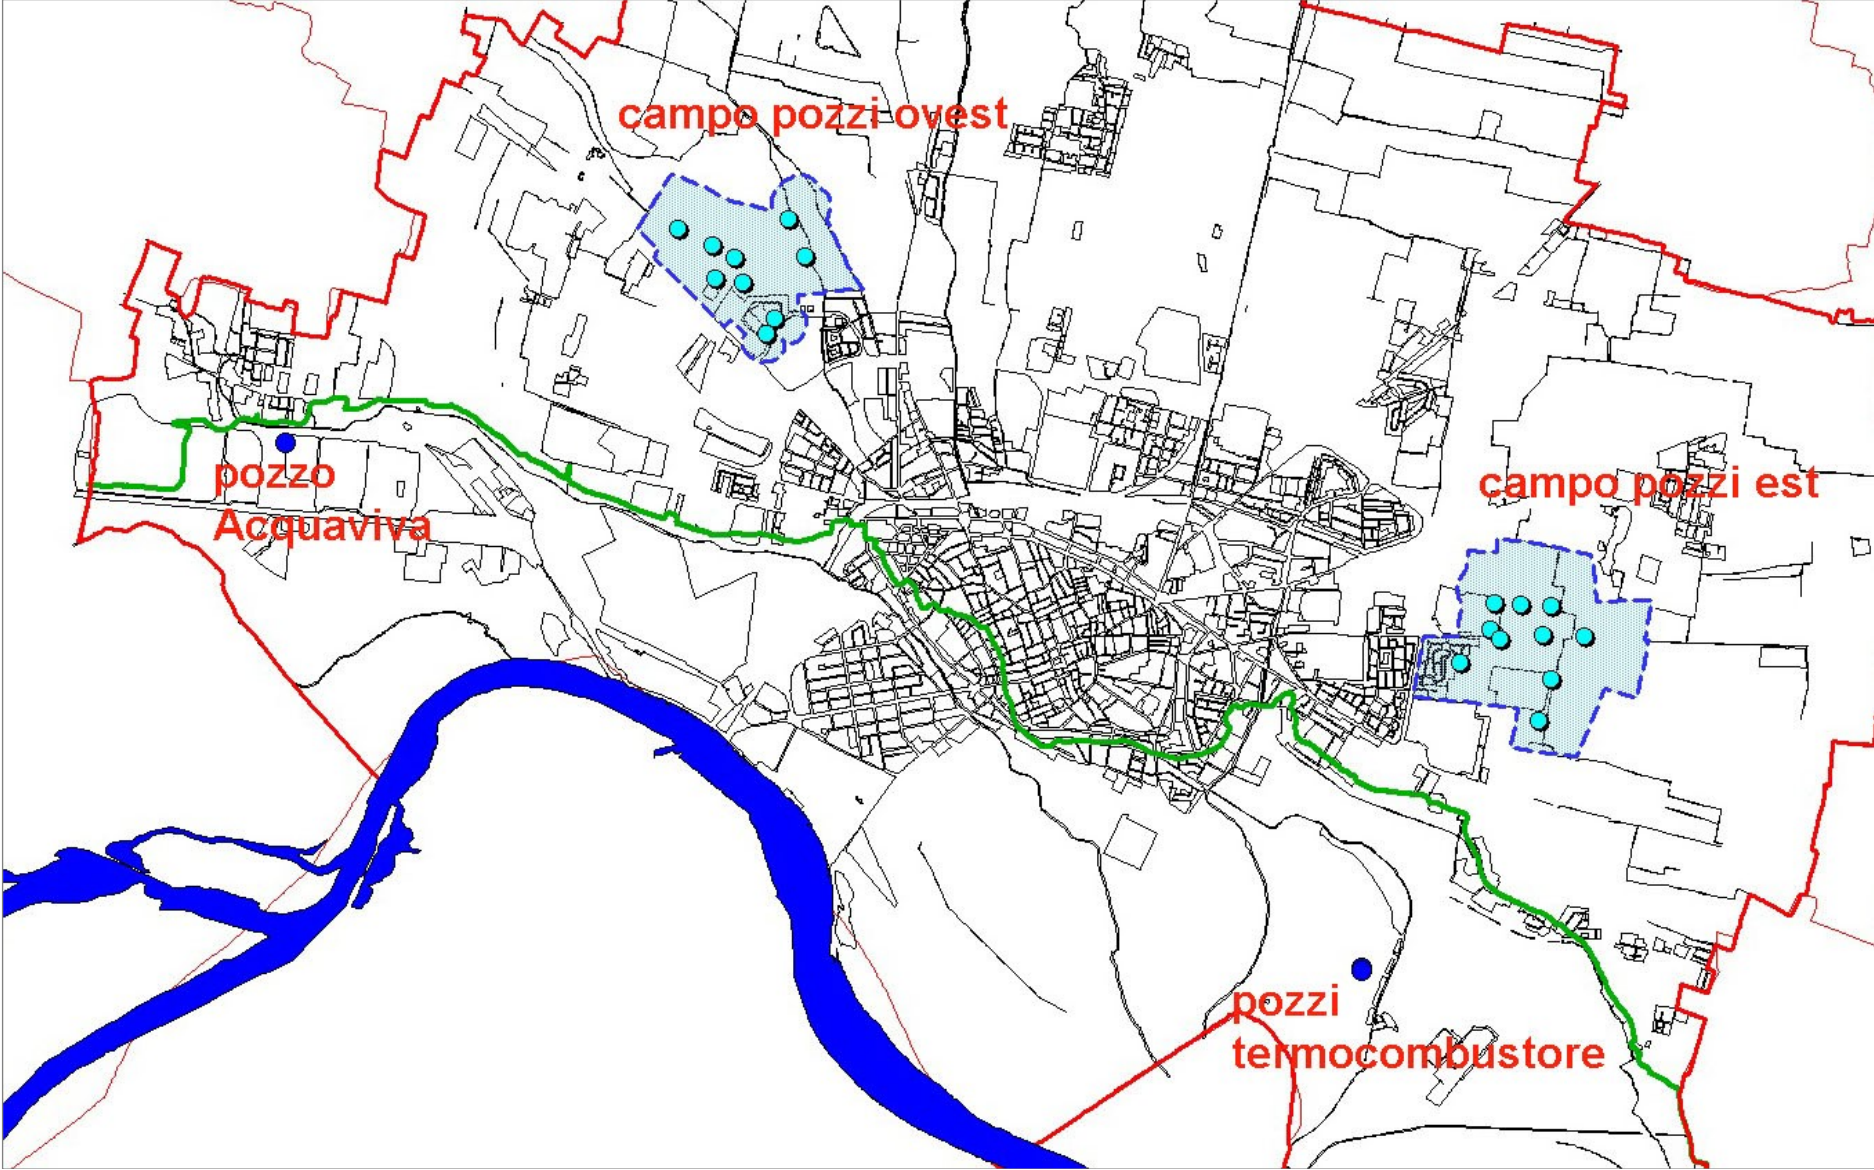 campo pozzi ovest
pozzo
Acquaviva
campo pozzi est
pozzi
termocombustore